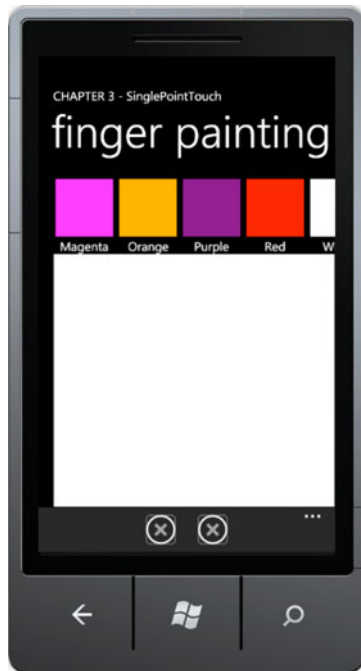 CHAPTER 3 - SinglePointTouch
finger painting
Magenta Orange Purple Red W
...